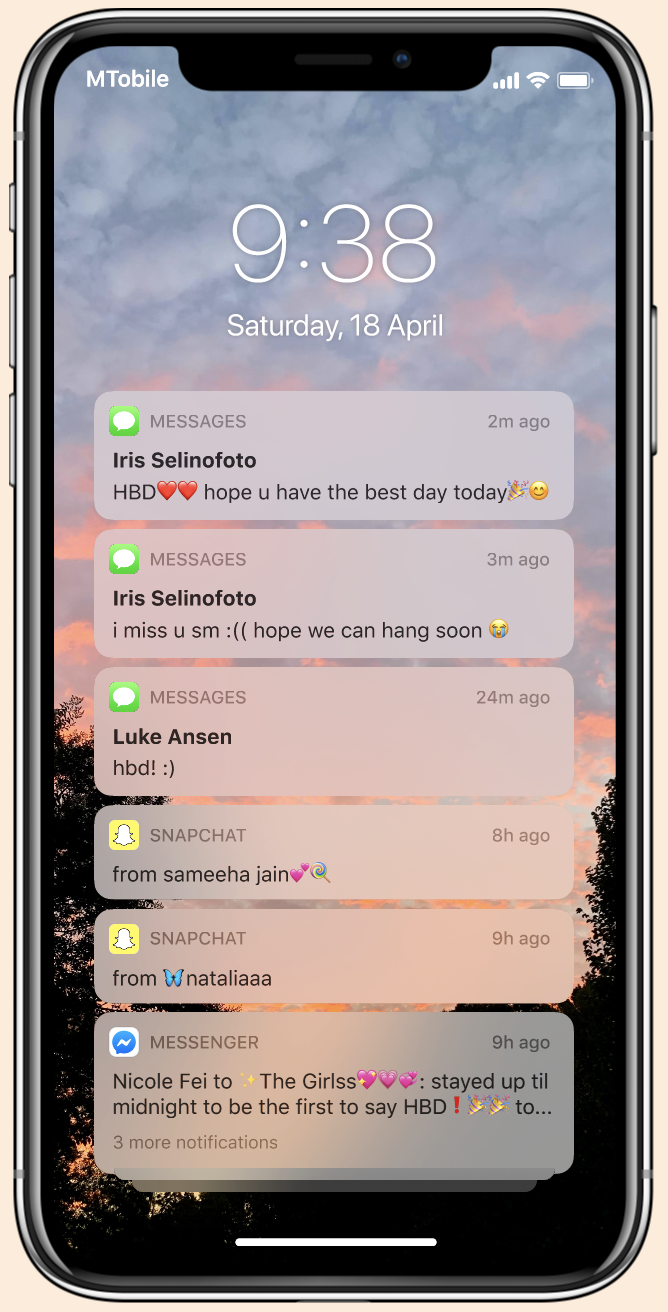 MTobile
9:38
Saturday, 18 April
MESSAGES 2m ago
Iris Selinofoto
HBD❤️❤️ hope u have the best day today🎉😊
MESSAGES 3m ago
Iris Selinofoto
i miss u sm :(( hope we can hang soon 😭
MESSAGES 24m ago
Luke Ansen
hbd! :)
SNAPCHAT 8h ago
from sameeha jain💕🍭
SNAPCHAT 9h ago
from 🦋nataliaaa
MESSENGER 9h ago
Nicole Fei to ✨The Girlss💖💗💞: stayed up til
midnight to be the first to say HBD❗🎉🎉 to...
3 more notifications